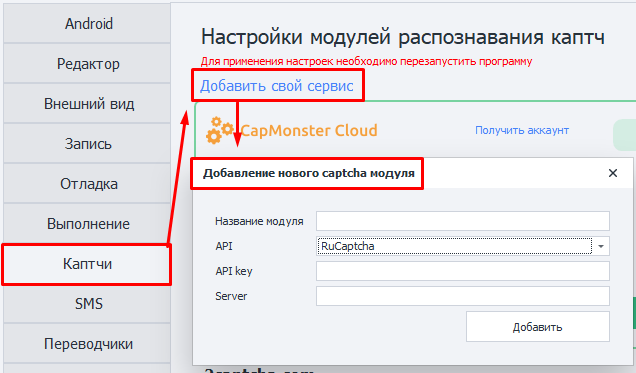 Android
Редактор
Внешний вид
Запись
Отладка
Выполнение
Каптчи
SMS
Переводчики
Настройки модулей распознавания каптч
Для применения настроек необходимо перезапустить программу
Добавить свой сервис
CapMonster Cloud
Получить аккаунт
Добавление нового captcha модуля
Название модуля
API
RuCaptcha
API key
Server
Добавить
2captcha.com